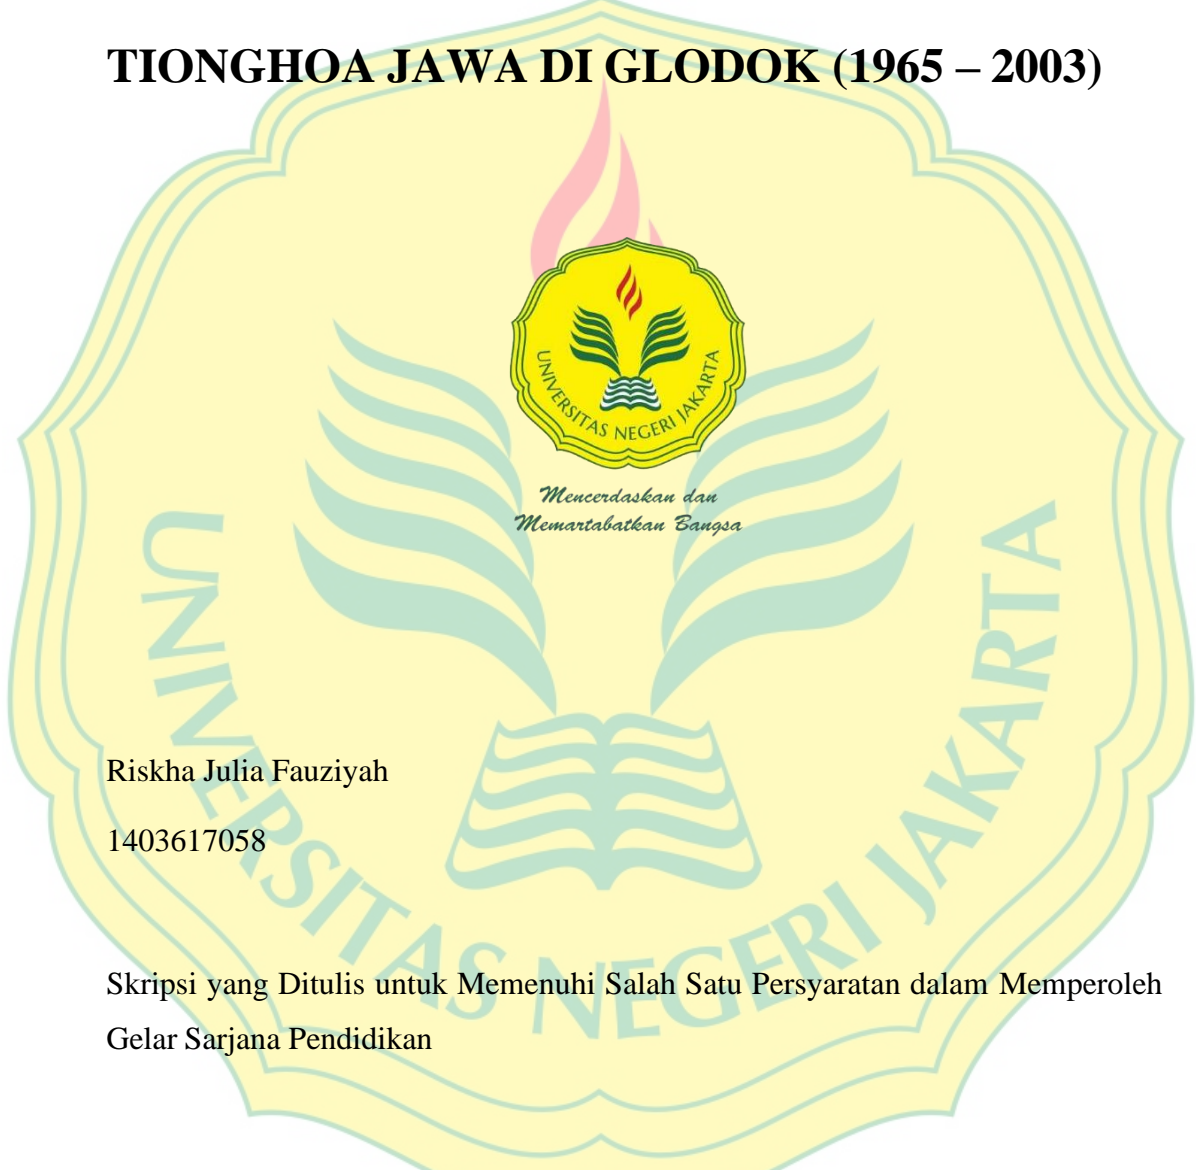 TIONGHOA JAWA DI GLODOK (1965 – 2003)
UNIVERSITAS NEGERI JAKARTA
Mencerdaskan dan
Memartabatkan Bangsa
UNIVERSITAS NEGERI JAKARTA
Riskha Julia Fauziyah
1403617058
Skripsi yang Ditulis untuk Memenuhi Salah Satu Persyaratan dalam Memperoleh
Gelar Sarjana Pendidikan